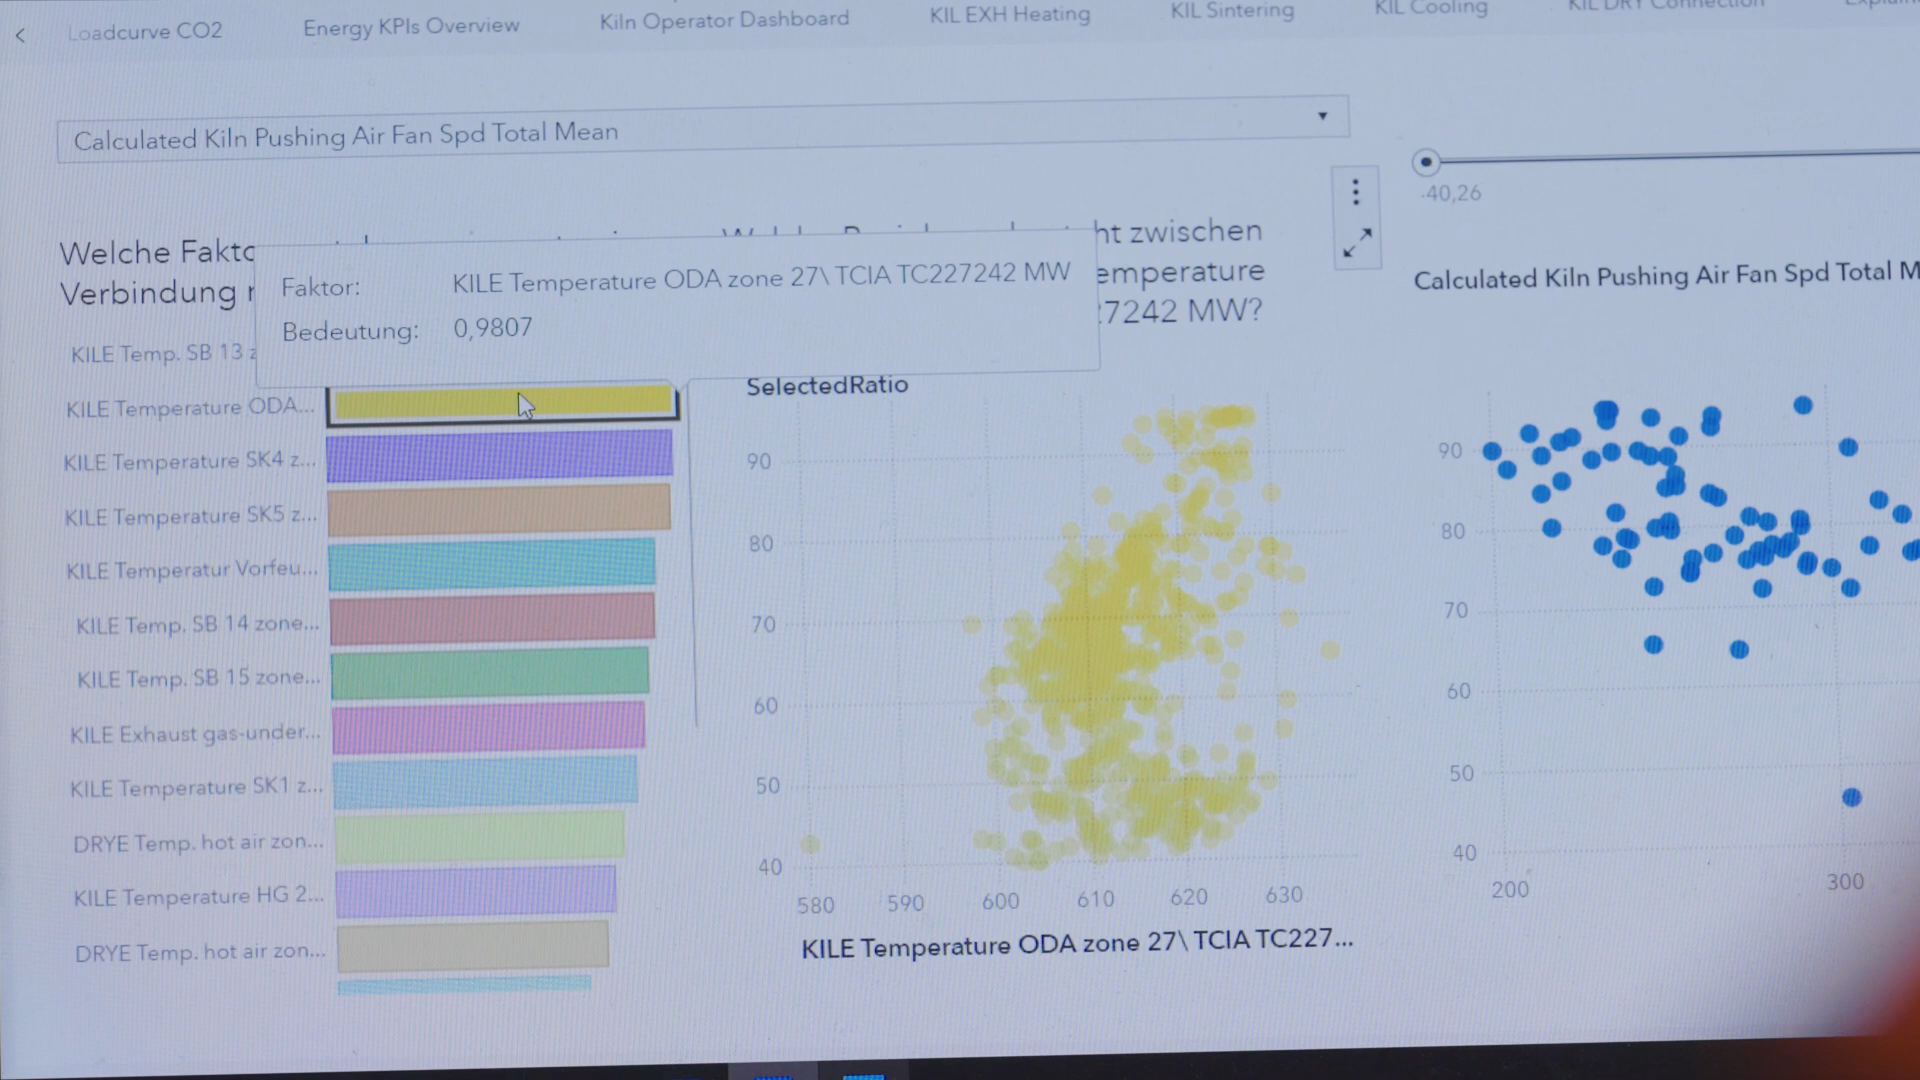 Loadcurve CO2
Energy KPIs Overview
Kiln Operator Dashboard
KIL EXH Heating
KIL Sintering
KIL Cooling
KIL DRY Connection
Calculated Kiln Pushing Air Fan Spd Total Mean
-40,26
Welche Fakto
Verbindung
ht zwischen
emperature
7242 MW?
Faktor: KILE Temperature ODA zone 27\ TCIA TC227242 MW
Bedeutung: 0,9807
Calculated Kiln Pushing Air Fan Spd Total M
KILE Temp. SB 13 z
KILE Temperature ODA...
KILE Temperature SK4 z...
KILE Temperature SK5 z...
KILE Temperatur Vorfeu...
KILE Temp. SB 14 zone...
KILE Temp. SB 15 zone...
KILE Exhaust gas-under...
KILE Temperature SK1 z...
DRYE Temp. hot air zon...
KILE Temperature HG 2...
DRYE Temp. hot air zon...
SelectedRatio
90
80
70
60
50
40
580 590 600 610 620 630
KILE Temperature ODA zone 27\ TCIA TC227...
90
80
70
60
50
40
200 300